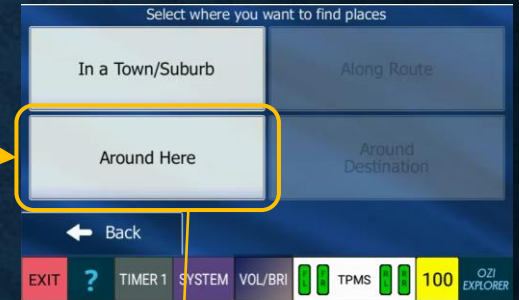 Select where you want to find places
In a Town/Suburb
Along Route
Around Here
Around
Destination
Back
EXIT ? TIMER 1 SYSTEM VOL/BRI TPMS 100 OZI
EXPLORER